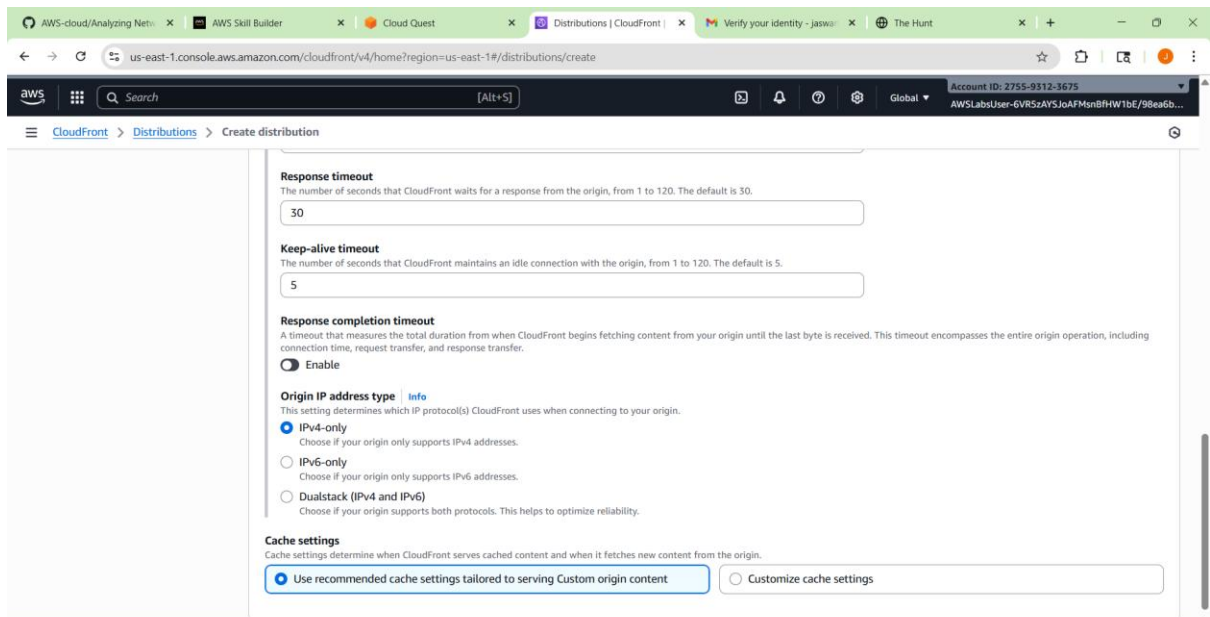 AWS-cloud/Analyzing Netw
AWS Skill Builder
Cloud Quest
Distributions | CloudFront |
Verify your identity - jaswan
The Hunt
us-east-1.console.aws.amazon.com/cloudfront/v4/home?region=us-east-1#/distributions/create
J
aws
Search
[Alt+S]
Global
Account ID: 2755-9312-3675
AWSLabsUser-6VR5zAYSJoAFMsnBfHW1bE/98ea6b...
CloudFront > Distributions > Create distribution
Response timeout
The number of seconds that CloudFront waits for a response from the origin, from 1 to 120. The default is 30.
30
Keep-alive timeout
The number of seconds that CloudFront maintains an idle connection with the origin, from 1 to 120. The default is 5.
5
Response completion timeout
A timeout that measures the total duration from when CloudFront begins fetching content from your origin until the last byte is received. This timeout encompasses the entire origin operation, including
connection time, request transfer, and response transfer.
Enable
Origin IP address type | Info
This setting determines which IP protocol(s) CloudFront uses when connecting to your origin.
IPv4-only
Choose if your origin only supports IPv4 addresses.
IPv6-only
Choose if your origin only supports IPv6 addresses.
Dualstack (IPv4 and IPv6)
Choose if your origin supports both protocols. This helps to optimize reliability.
Cache settings
Cache settings determine when CloudFront serves cached content and when it fetches new content from the origin.
Use recommended cache settings tailored to serving Custom origin content
Customize cache settings